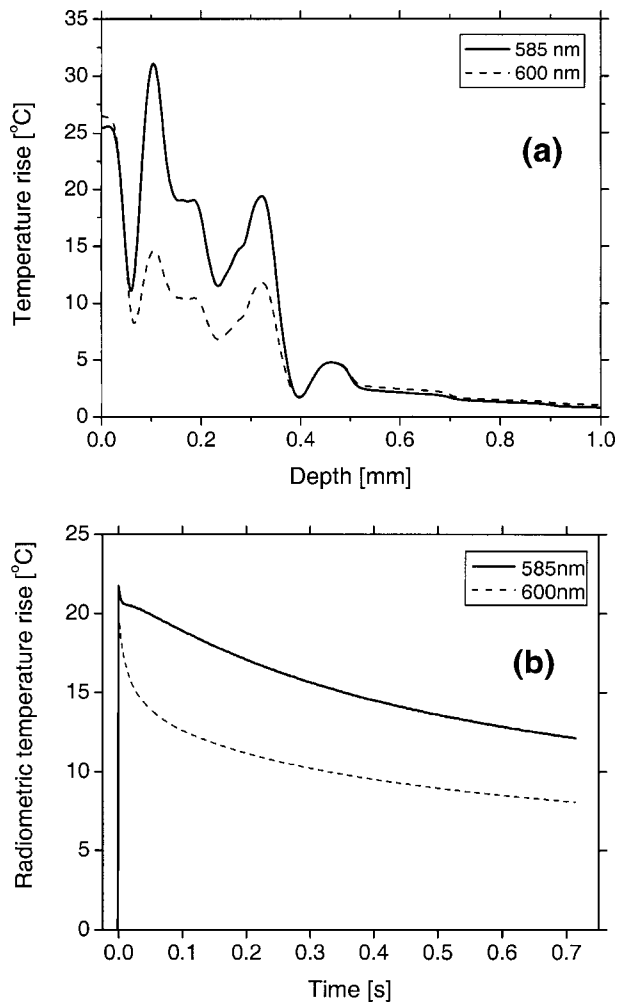 35
30
25
20
15
10
5
0
Temperature rise [°C]
585 nm
600 nm
(a)
0.0 0.2 0.4 0.6 0.8 1.0
Depth [mm]
25
20
15
10
5
0
Radiometric temperature rise [°C]
585nm
600nm
(b)
0.0 0.1 0.2 0.3 0.4 0.5 0.6 0.7
Time [s]